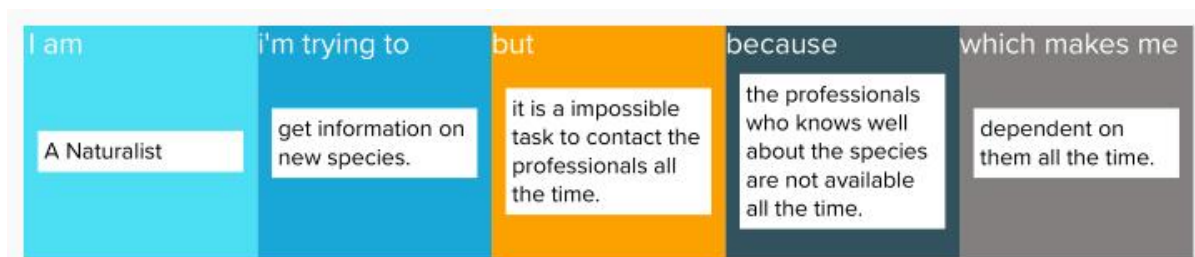 I am
A Naturalist
i'm trying to
get information on
new species.
but
it is a impossible
task to contact the
professionals all
the time.
because
the professionals
who knows well
about the species
are not available
all the time.
which makes me
dependent on
them all the time.